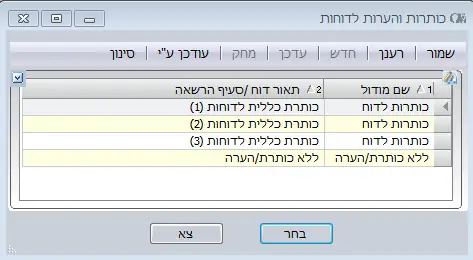 כותרות והערות לדוחות
שמור | רענן | חדש | עדכן | מחק | עודכן ע"י | סינון
שם מודול 1 תאור דוח /סעיף הרשאה 2
כותרות לדוח כותרת כללית לדוחות (1)
כותרות לדוח כותרת כללית לדוחות (2)
כותרות לדוח כותרת כללית לדוחות (3)
ללא כותרת/הערה ללא כותרת/הערה
בחר צא